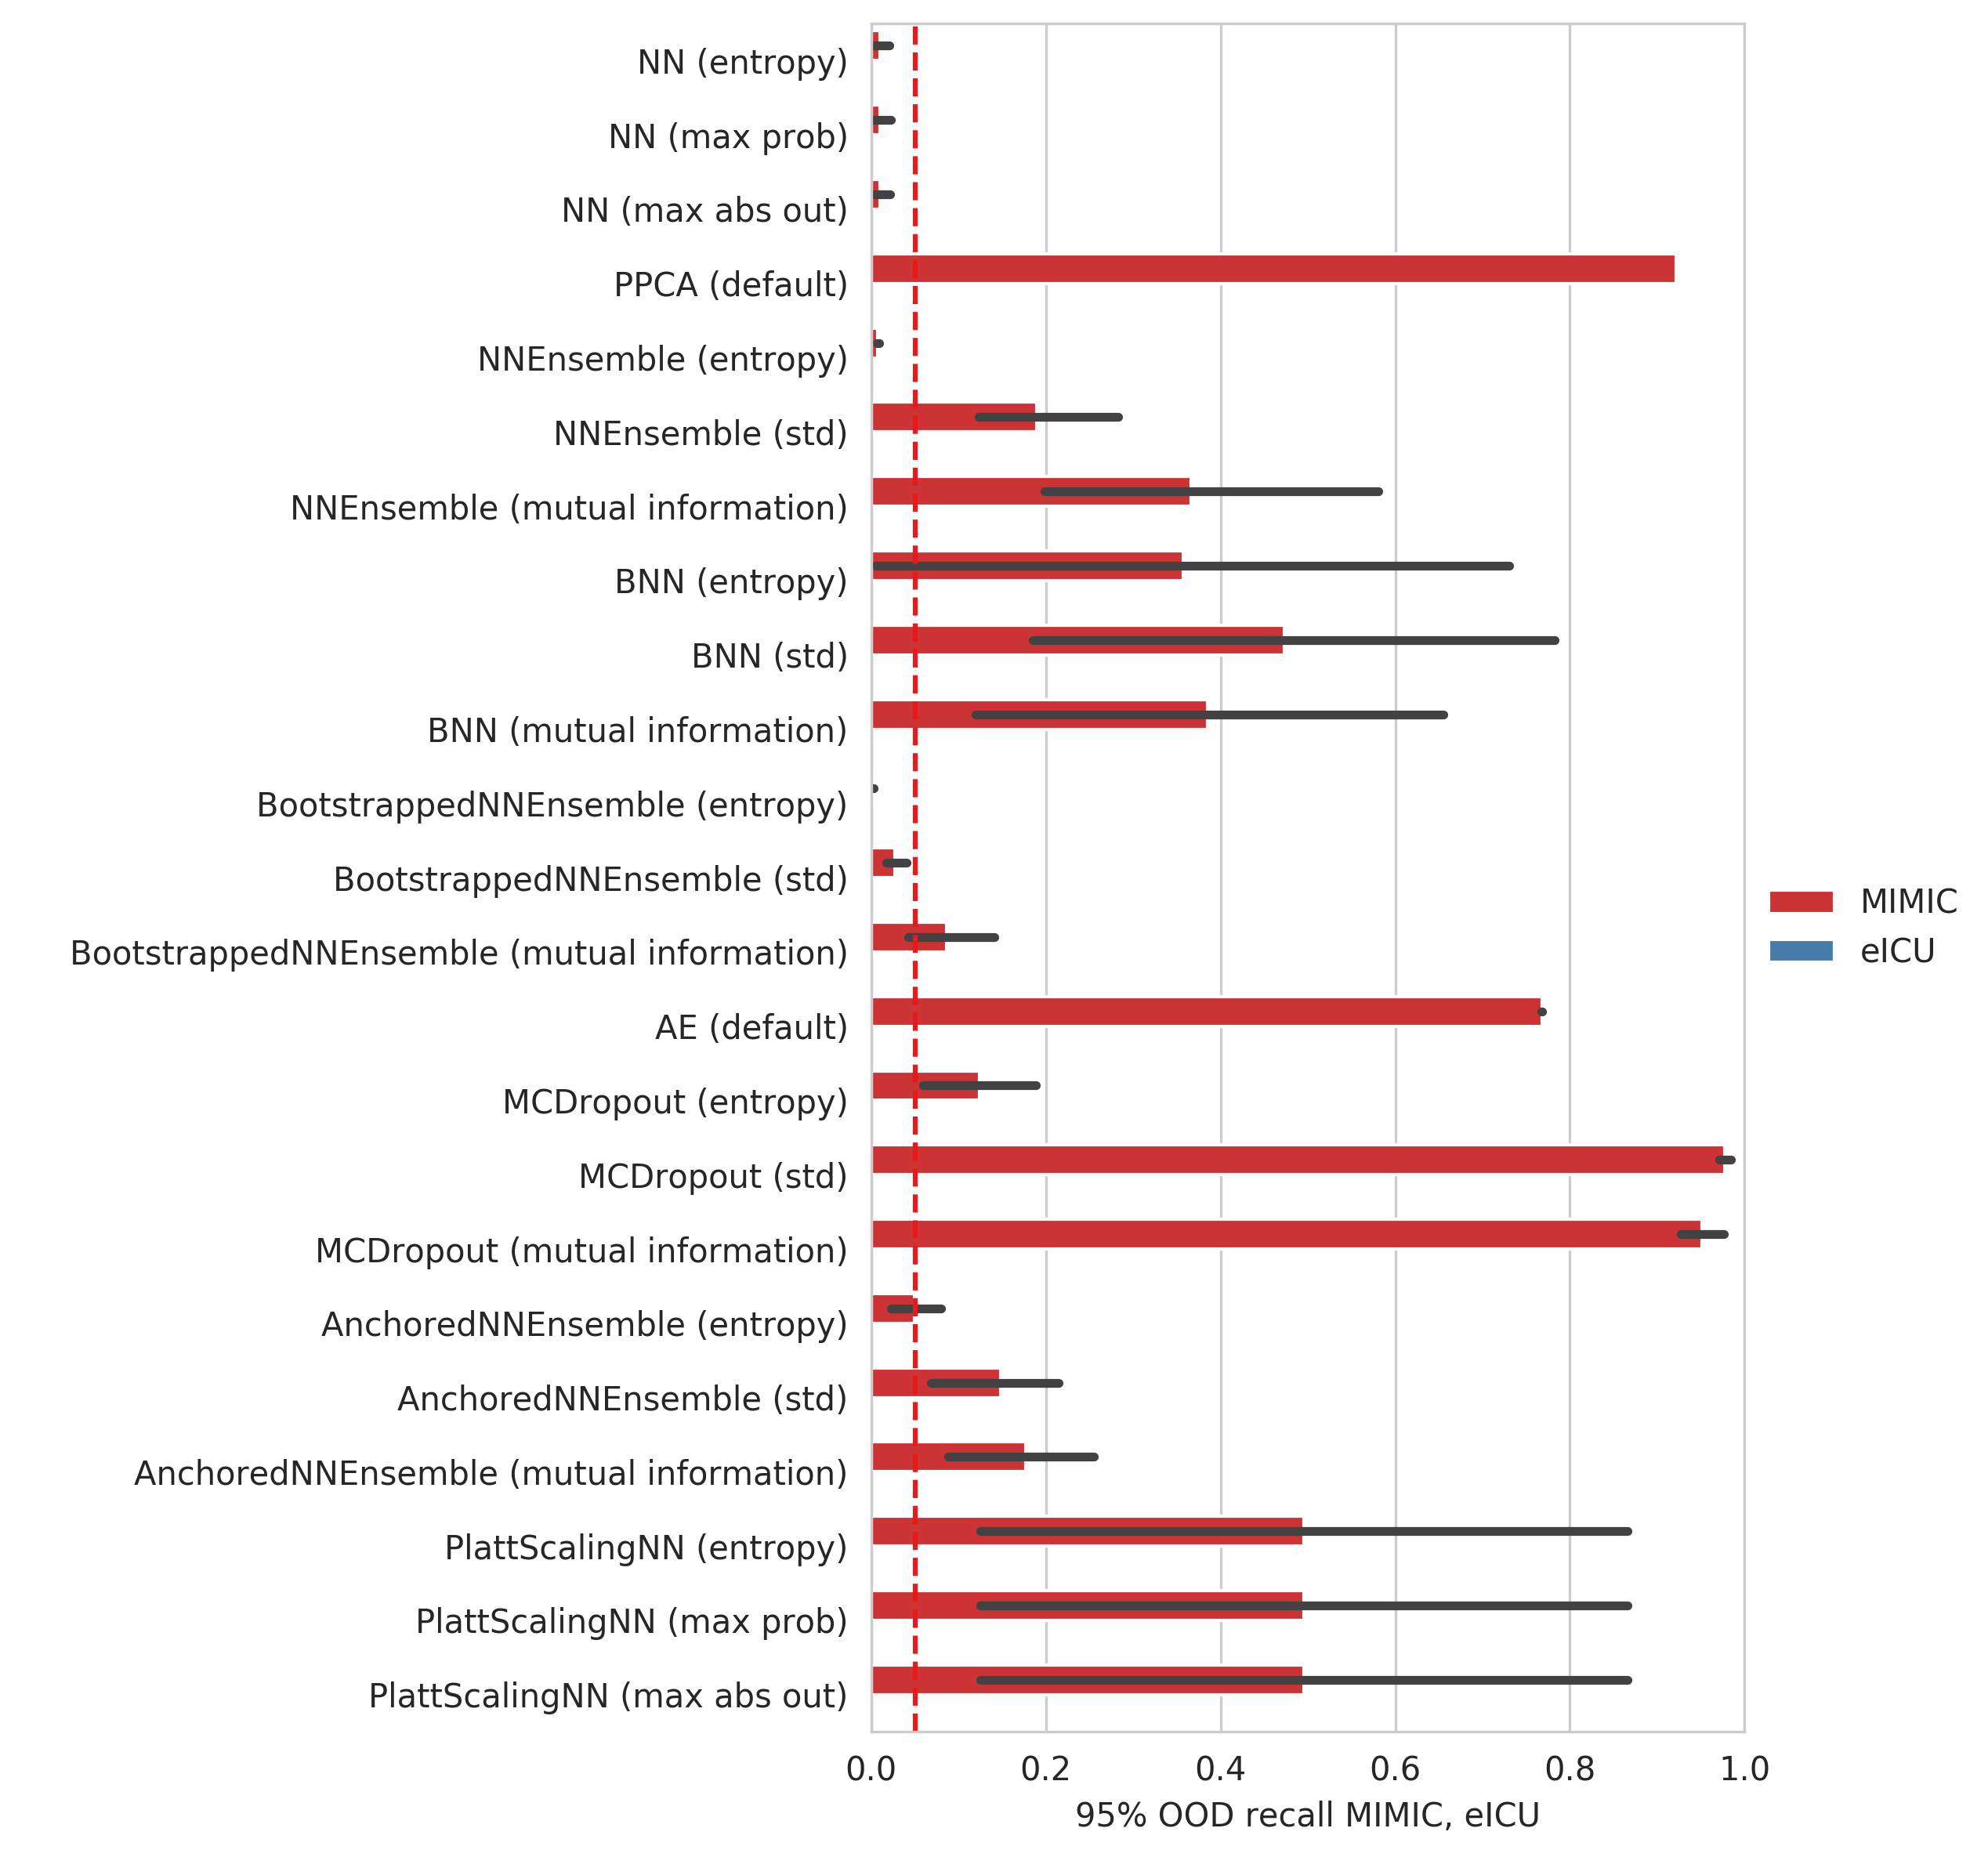 NN (entropy)
NN (max prob)
NN (max abs out)
PPCA (default)
NNEnsemble (entropy)
NNEnsemble (std)
NNEnsemble (mutual information)
BNN (entropy)
BNN (std)
BNN (mutual information)
BootstrappedNNEnsemble (entropy)
BootstrappedNNEnsemble (std)
BootstrappedNNEnsemble (mutual information)
AE (default)
MCDropout (entropy)
MCDropout (std)
MCDropout (mutual information)
AnchoredNNEnsemble (entropy)
AnchoredNNEnsemble (std)
AnchoredNNEnsemble (mutual information)
PlattScalingNN (entropy)
PlattScalingNN (max prob)
PlattScalingNN (max abs out)
0.0 0.2 0.4 0.6 0.8 1.0
95% OOD recall MIMIC, eICU
MIMIC
eICU